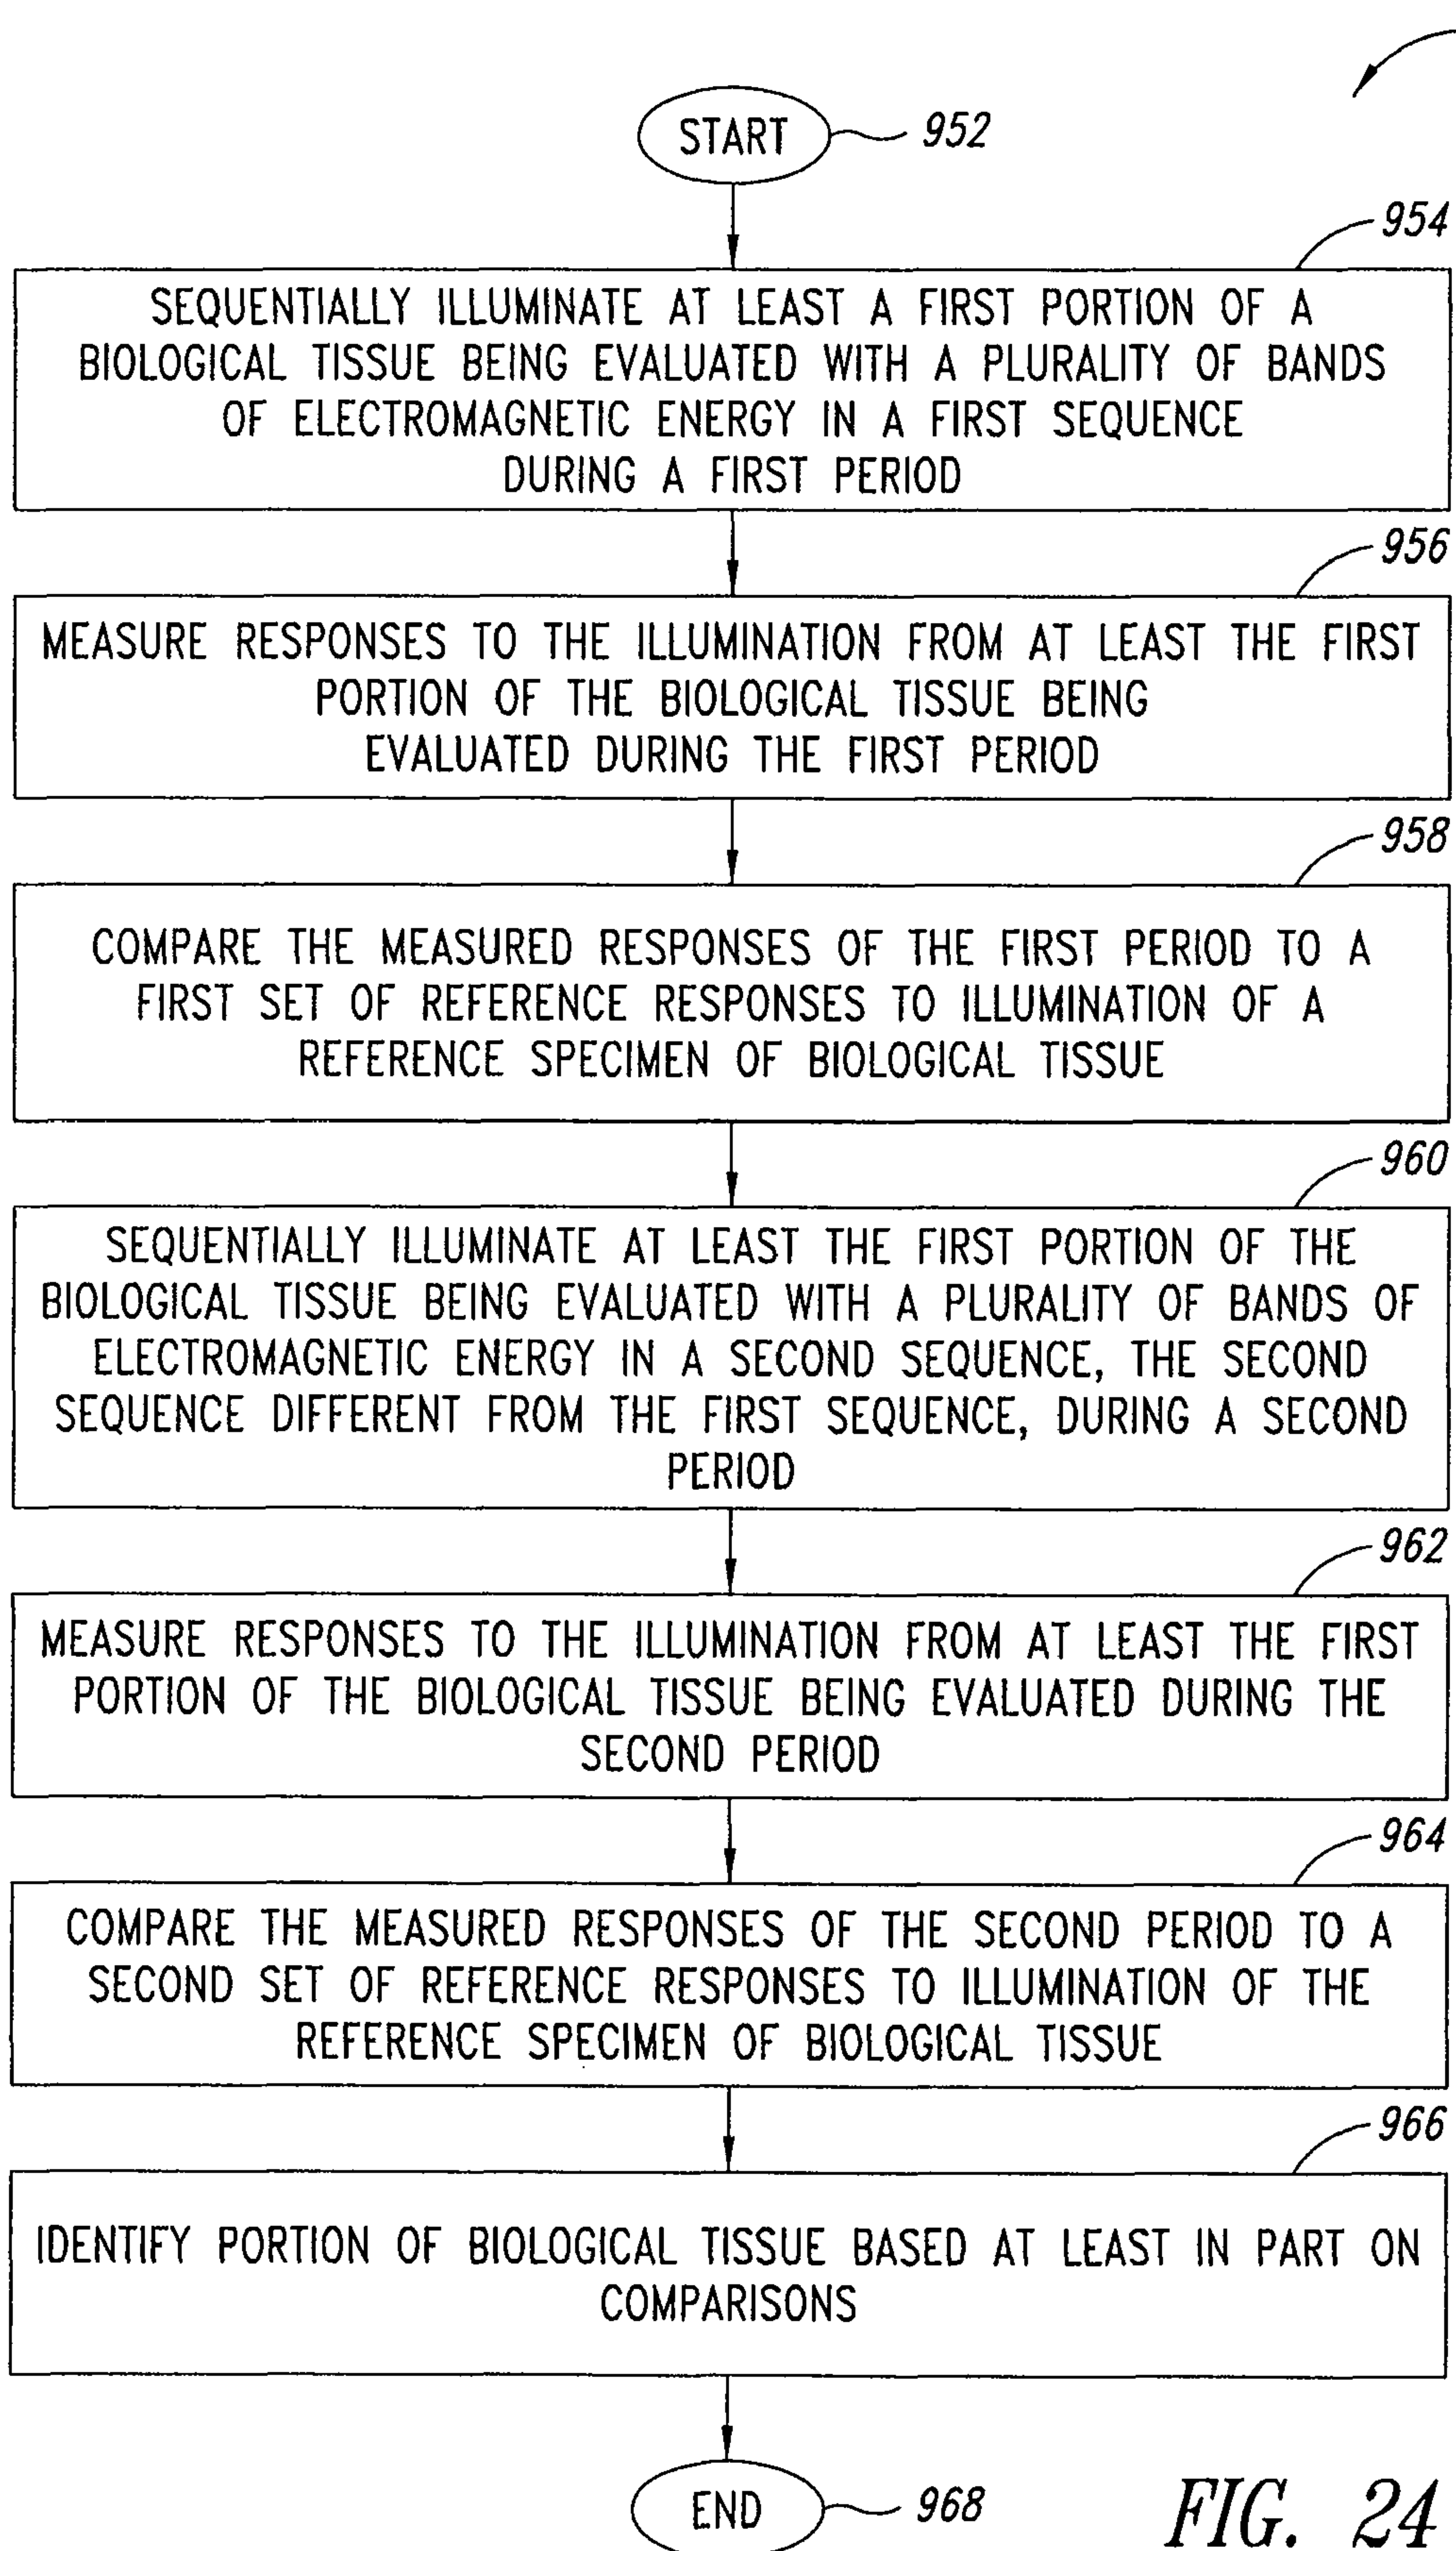 START
952
954
SEQUENTIALLY ILLUMINATE AT LEAST A FIRST PORTION OF A
BIOLOGICAL TISSUE BEING EVALUATED WITH A PLURALITY OF BANDS
OF ELECTROMAGNETIC ENERGY IN A FIRST SEQUENCE
DURING A FIRST PERIOD
956
MEASURE RESPONSES TO THE ILLUMINATION FROM AT LEAST THE FIRST
PORTION OF THE BIOLOGICAL TISSUE BEING
EVALUATED DURING THE FIRST PERIOD
958
COMPARE THE MEASURED RESPONSES OF THE FIRST PERIOD TO A
FIRST SET OF REFERENCE RESPONSES TO ILLUMINATION OF A
REFERENCE SPECIMEN OF BIOLOGICAL TISSUE
960
SEQUENTIALLY ILLUMINATE AT LEAST THE FIRST PORTION OF THE
BIOLOGICAL TISSUE BEING EVALUATED WITH A PLURALITY OF BANDS OF
ELECTROMAGNETIC ENERGY IN A SECOND SEQUENCE, THE SECOND
SEQUENCE DIFFERENT FROM THE FIRST SEQUENCE, DURING A SECOND
PERIOD
962
MEASURE RESPONSES TO THE ILLUMINATION FROM AT LEAST THE FIRST
PORTION OF THE BIOLOGICAL TISSUE BEING EVALUATED DURING THE
SECOND PERIOD
964
COMPARE THE MEASURED RESPONSES OF THE SECOND PERIOD TO A
SECOND SET OF REFERENCE RESPONSES TO ILLUMINATION OF THE
REFERENCE SPECIMEN OF BIOLOGICAL TISSUE
966
IDENTIFY PORTION OF BIOLOGICAL TISSUE BASED AT LEAST IN PART ON
COMPARISONS
END
968
FIG. 24